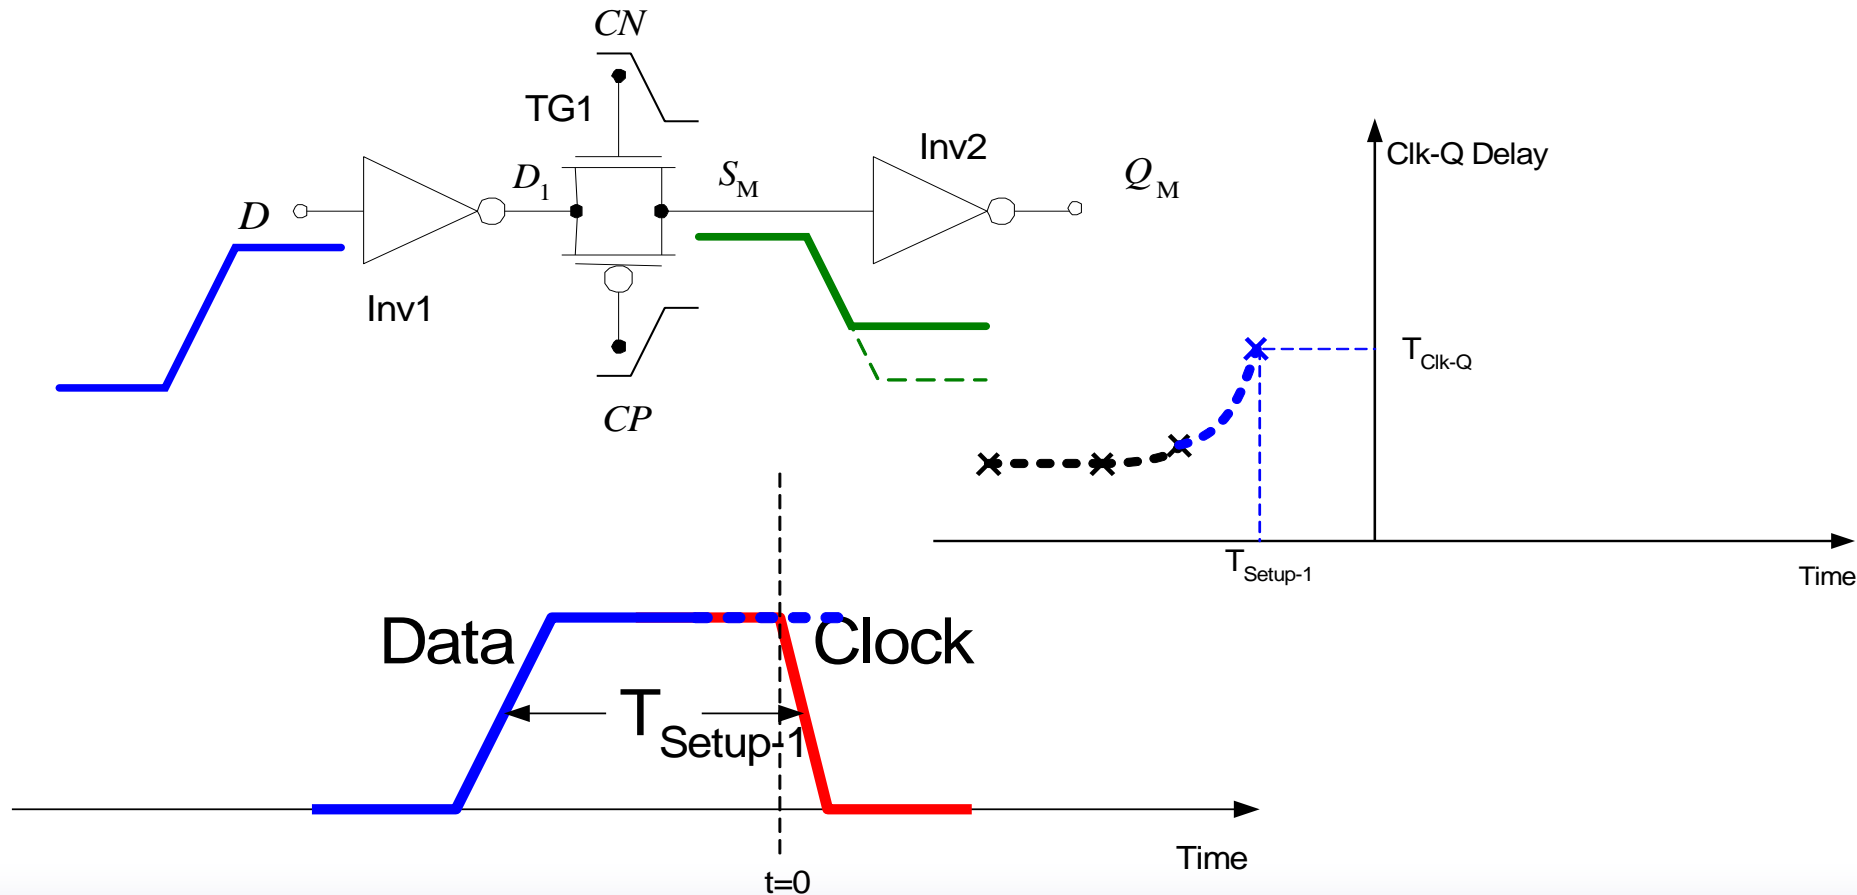 CN
TG1
Inv2
Clk-Q Delay
D
D1
SM
QM
Inv1
TClk-Q
CP
TSetup-1
Time
Data
Clock
TSetup-1
Time
t=0